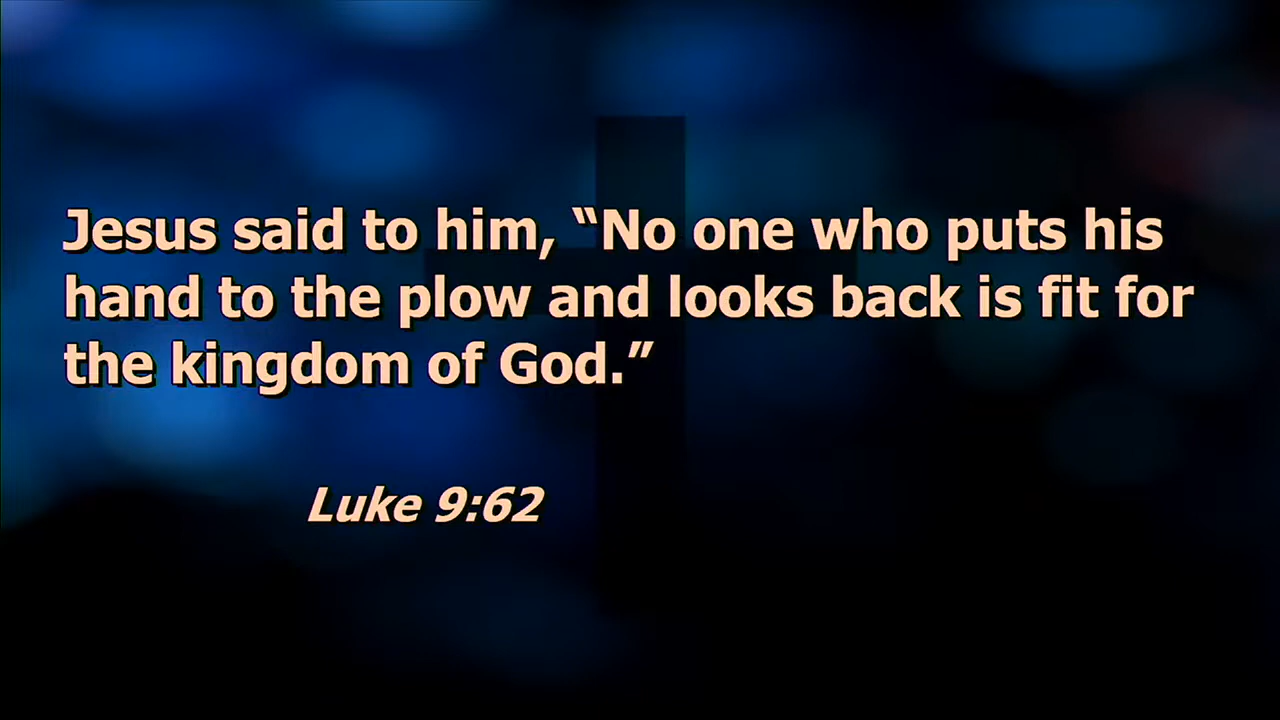 Jesus said to him, “No one who puts his
hand to the plow and looks back is fit for
the kingdom of God.”
Luke 9:62